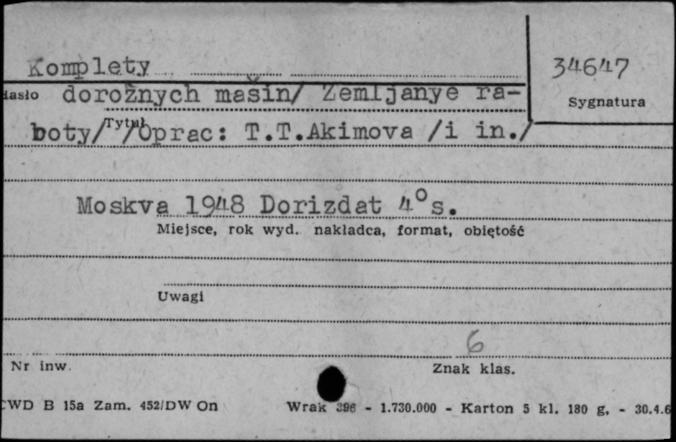 Komplety
34647
Hasło dorožnych mašin/ Zemljanye ra-
Sygnatura
boty/ Tytuł /Oprac: T.T.Akimova /i in./
Moskva 1948 Dorizdat 4°s.
Miejsce, rok wyd. nakładca, format, objętość
Uwagi
6
Nr inw.
Znak klas.
CWD B 15a Zam. 452/DW On Wrak 396 - 1.730.000 - Karton 5 kl. 180 g. - 30.4.6